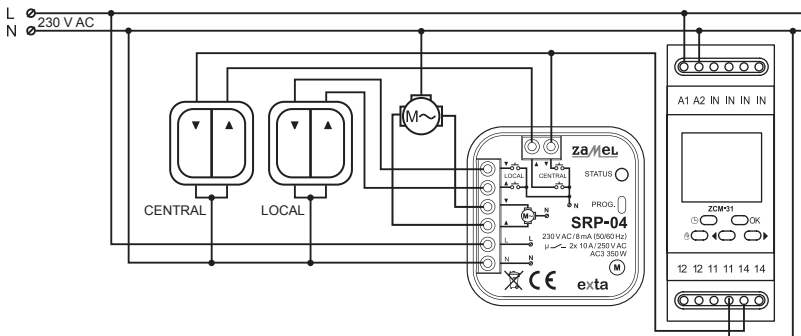 L
230 V AC
N
A1 A2 IN IN IN IN
M~
▼ ▲
▼ ▲
CENTRAL
LOCAL
ZAMEL
▲ ▼
▼
LOCAL
CENTRAL
▲
STATUS
N
PROG.
▼
M~
N
SRP-04
▲
230 V AC / 8 mA (50/60 Hz)
μ 2x 10 A / 250 V AC
AC3 350 W
L
L
N
N
M
CE
exta
ZCM-31
OK
12 12 11 11 14 14